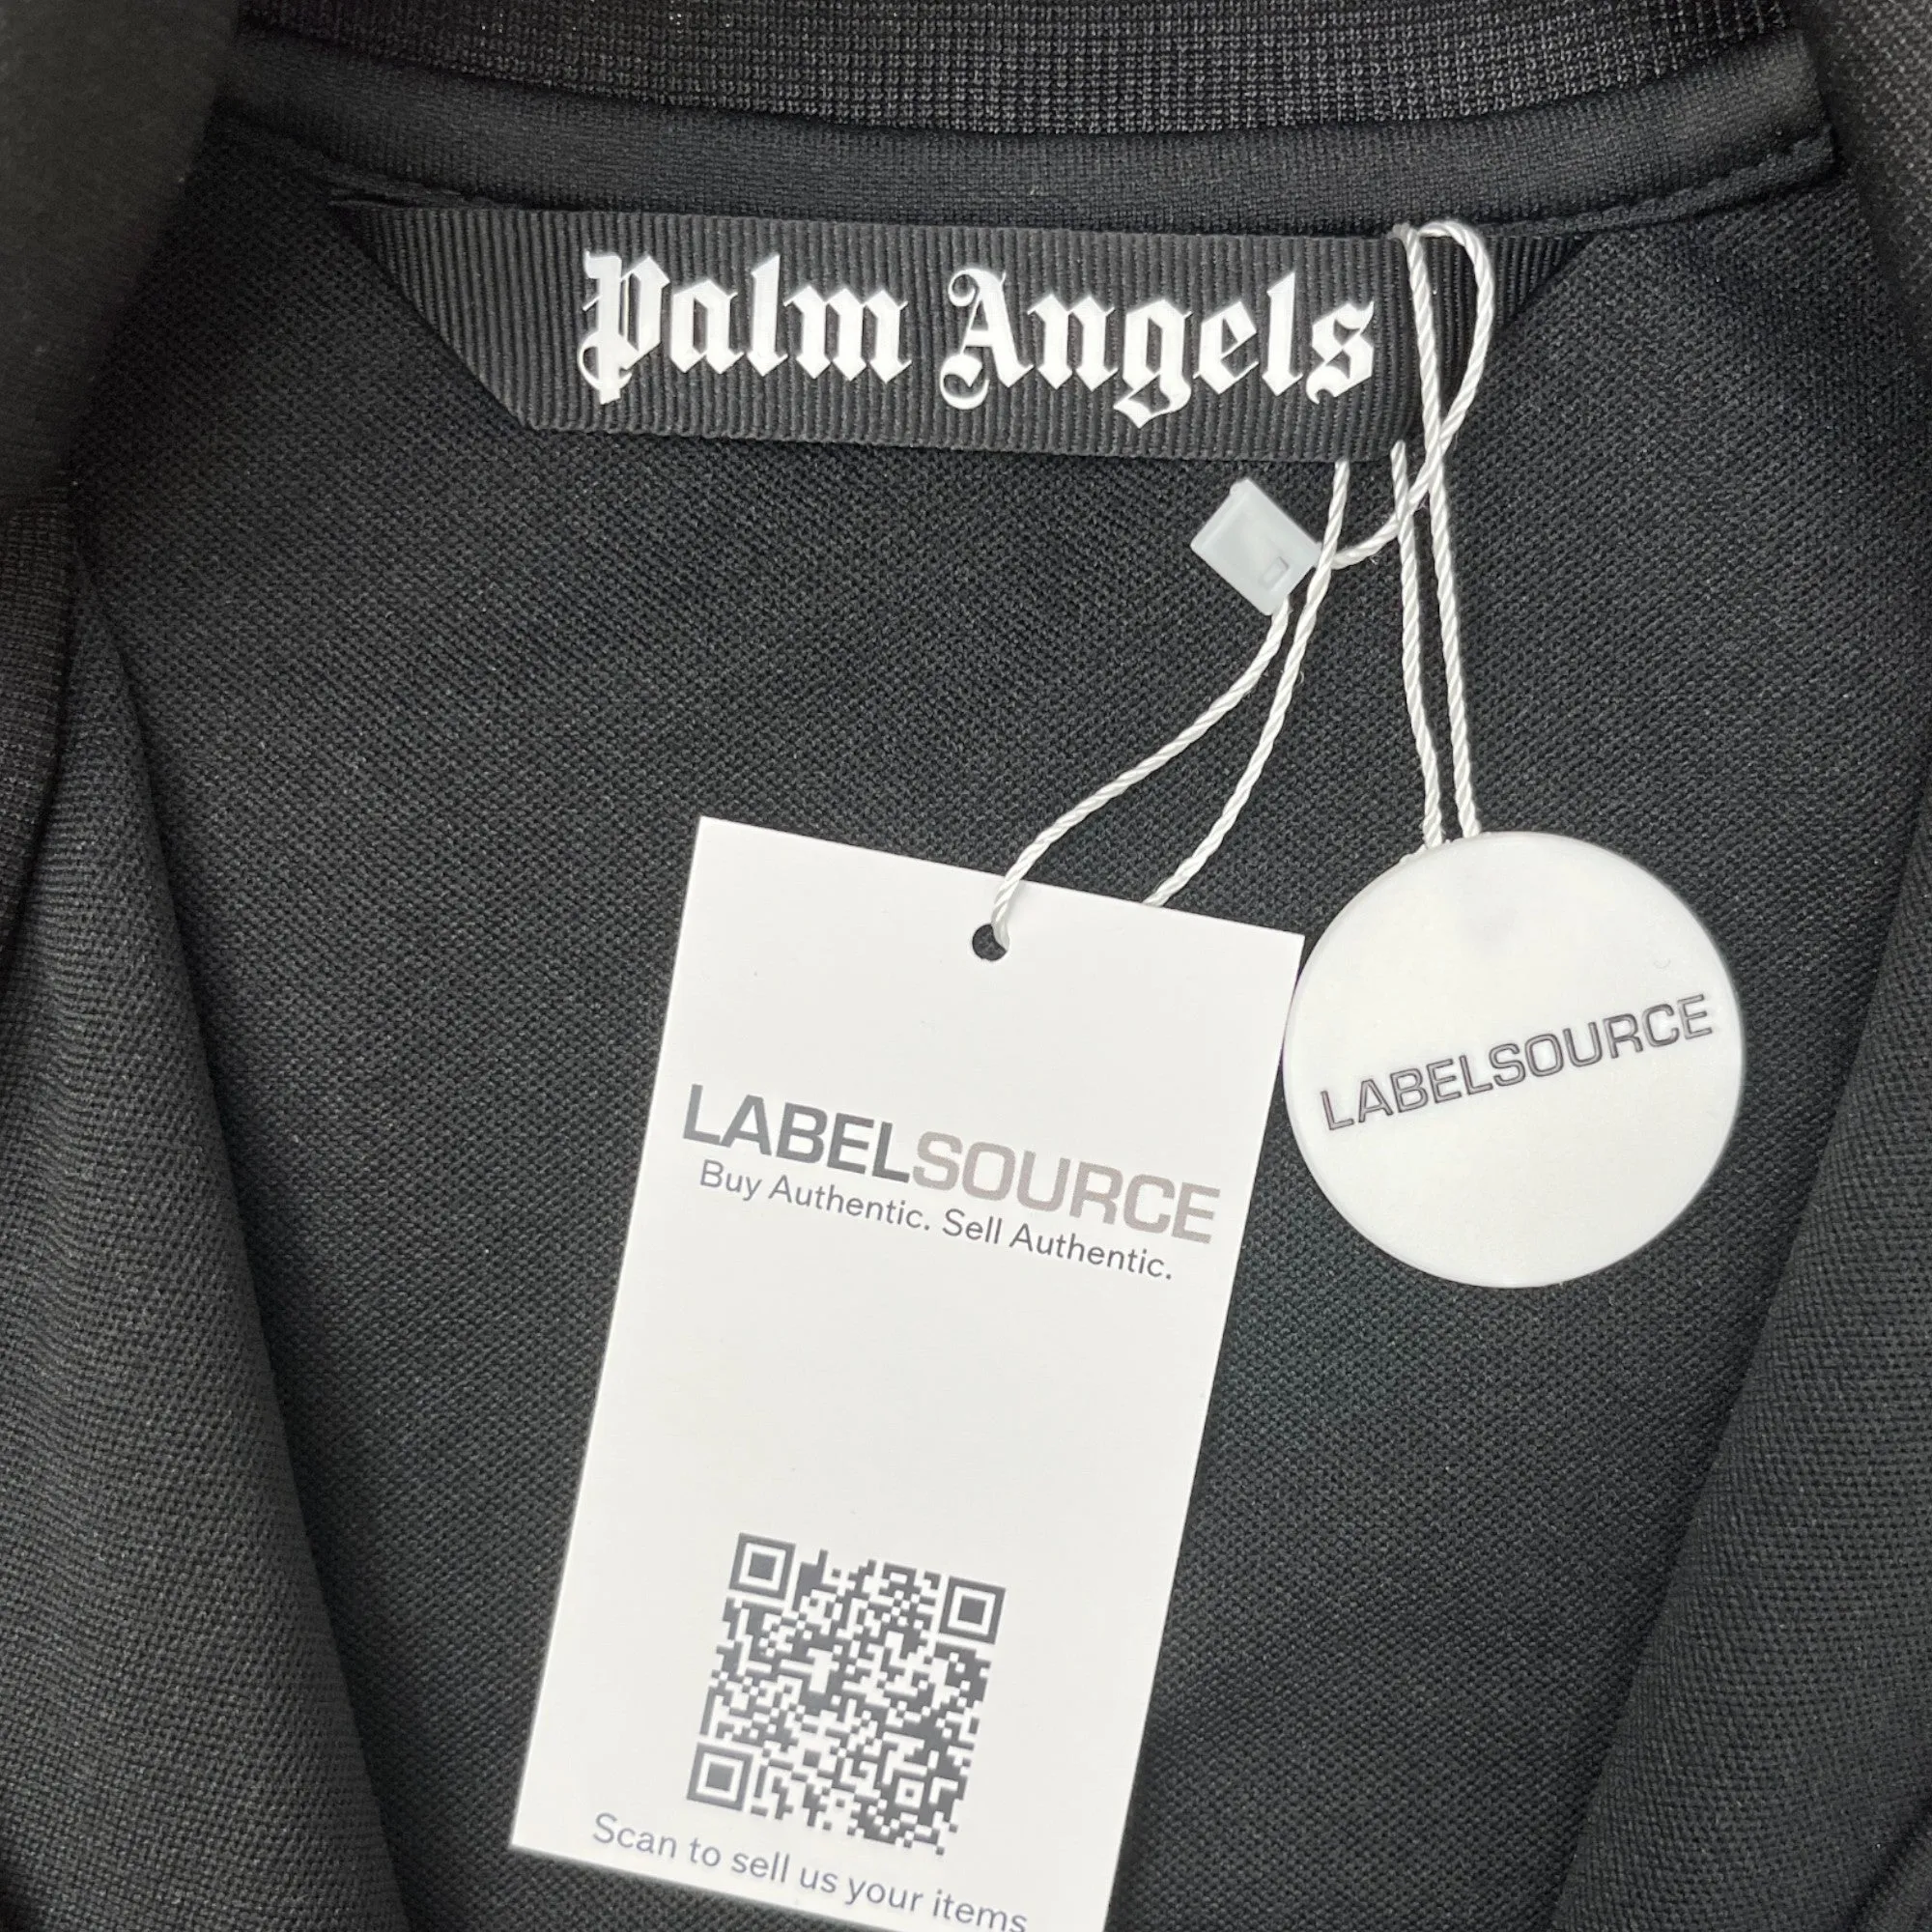 Palm Angels
LABELSOURCE
Buy Authentic. Sell Authentic.
LABELSOURCE
Scan to sell us your items